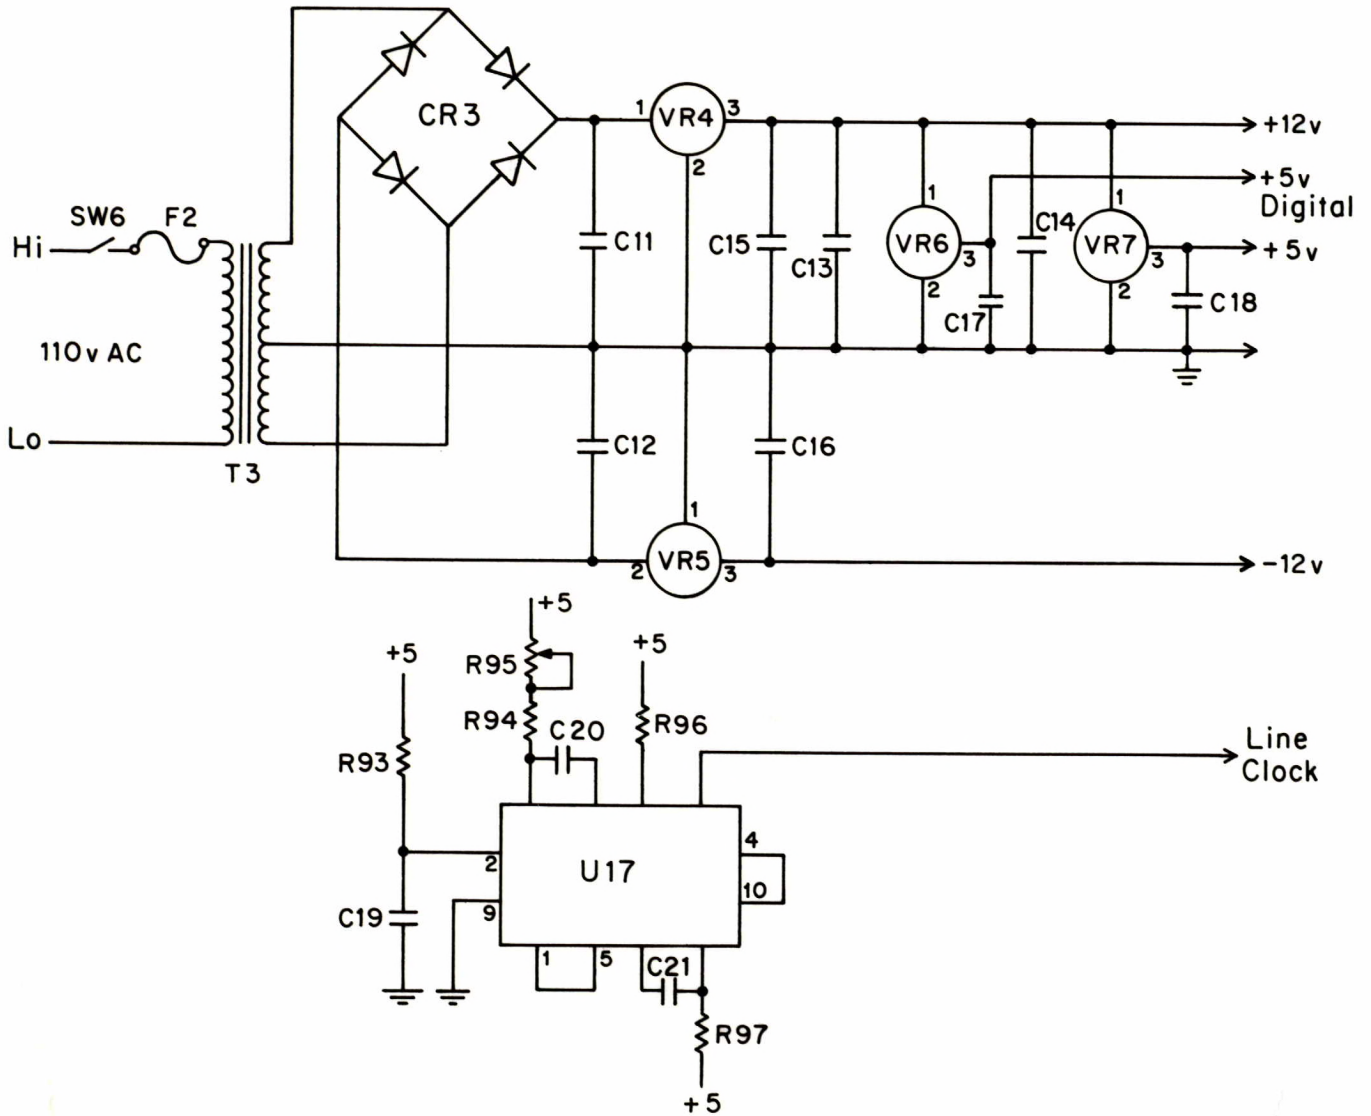 CR3
1 VR4 3
2
+12v
+5v
Digital
SW6 F2
Hi
C11
C15
C13
1
VR6
3
2
C17
C14
1
VR7
3
2
+5v
C18
110v AC
Lo
T3
C12
C16
1
2 VR5 3
-12v
+5
+5
+5
R95
R94
C20
R96
R93
Line
Clock
2
9
U17
4
10
C19
1
5
C21
R97
+5